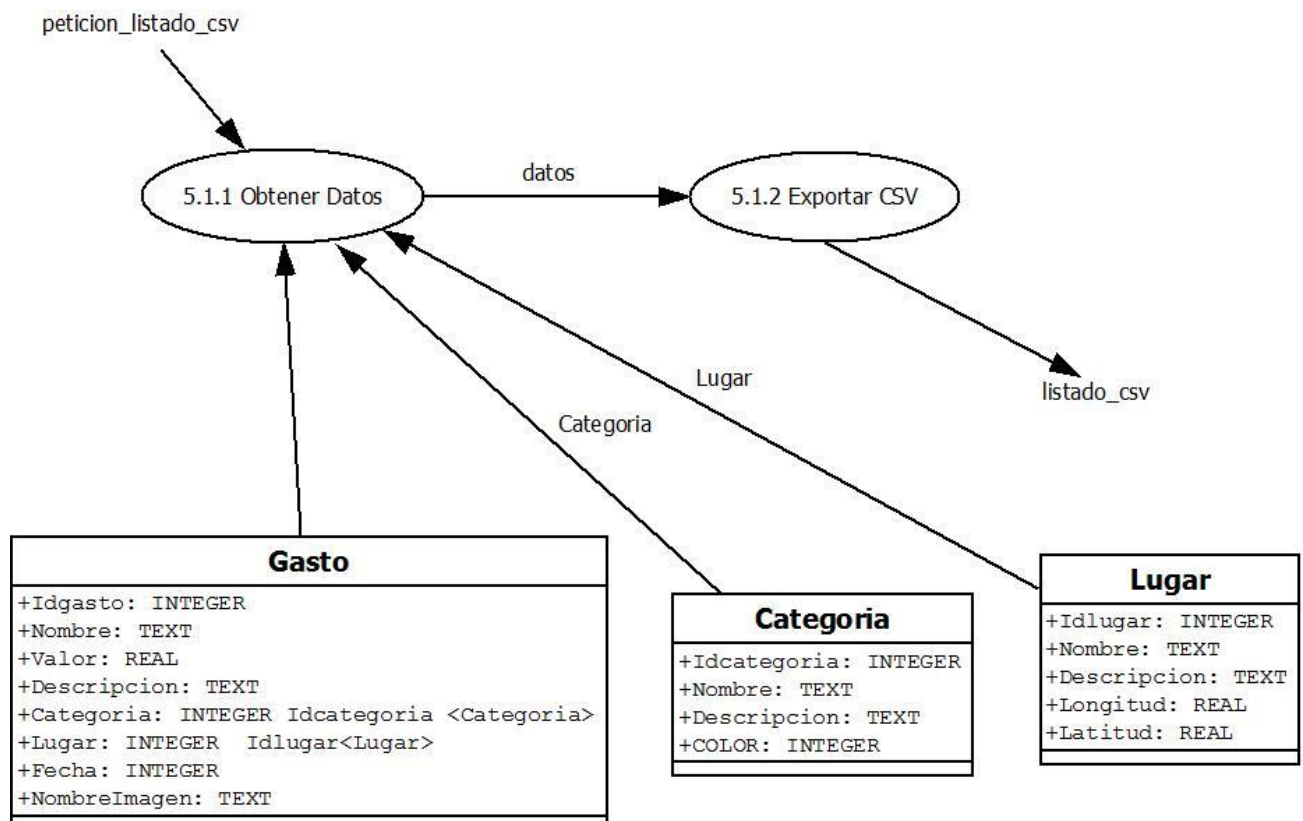 peticion_listado_csv
5.1.1 Obtener Datos
datos
5.1.2 Exportar CSV
Lugar
listado_csv
Categoria
Gasto
+Idgasto: INTEGER
+Nombre: TEXT
+Valor: REAL
+Descripcion: TEXT
+Categoria: INTEGER Idcategoria <Categoria>
+Lugar: INTEGER  Idlugar<Lugar>
+Fecha: INTEGER
+NombreImagen: TEXT
Categoria
+Idcategoria: INTEGER
+Nombre: TEXT
+Descripcion: TEXT
+COLOR: INTEGER
Lugar
+Idlugar: INTEGER
+Nombre: TEXT
+Descripcion: TEXT
+Longitud: REAL
+Latitud: REAL